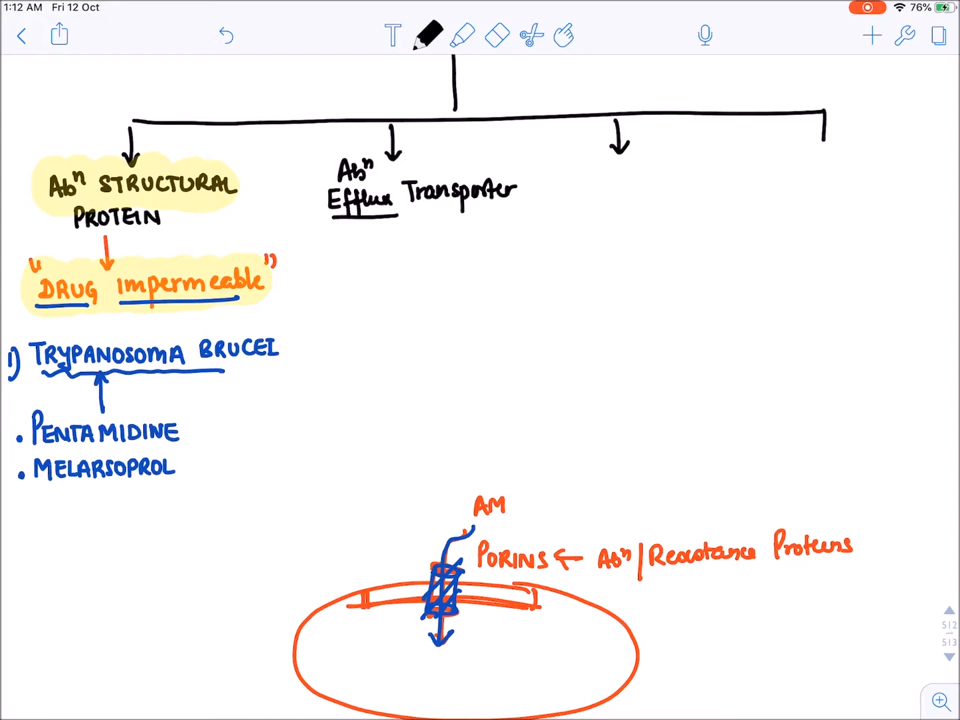 1:12 AM Fri 12 Oct
76%
T
Abⁿ STRUCTURAL
PROTEIN
Abⁿ
Efflux Transporter
"DRUG impermeable"
1) TRYPANOSOMA BRUCEI
. PENTAMIDINE
. MELARSOPROL
AM
PORINS ← Abⁿ/Reactance Proteins
512
513